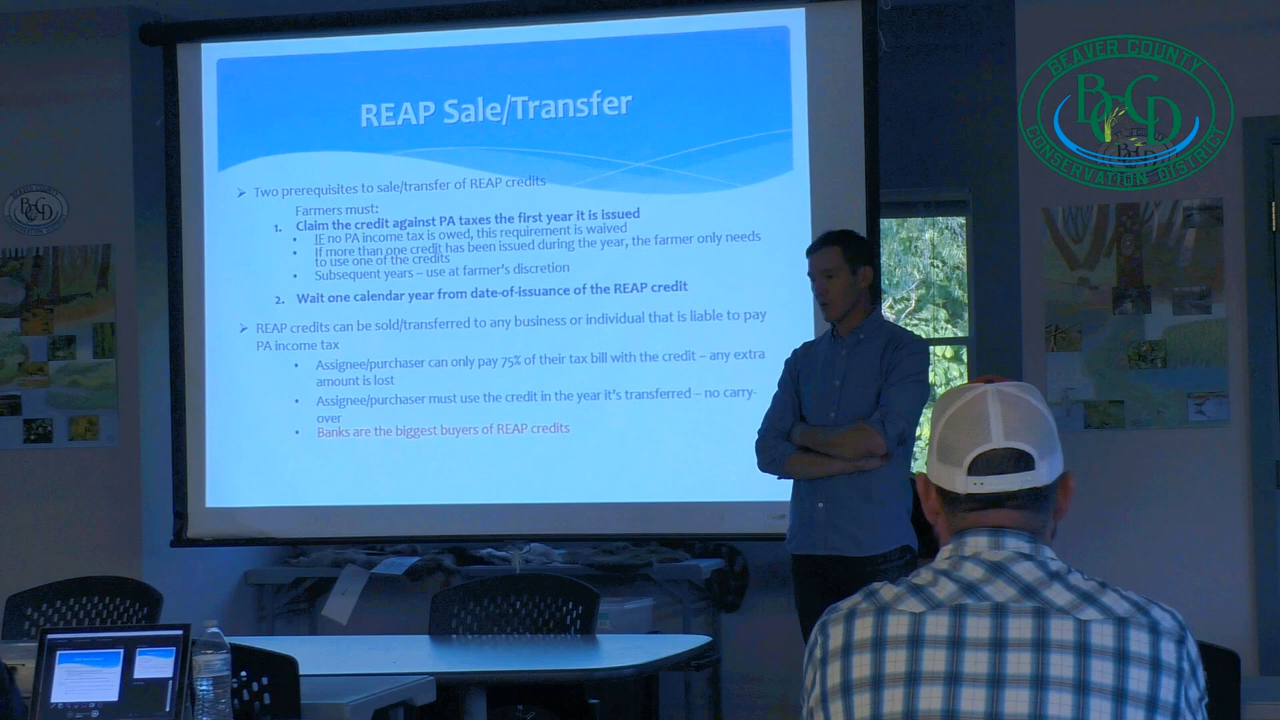 REAP Sale/Transfer
Two prerequisites to sale/transfer of REAP credits
Farmers must:
1. Claim the credit against PA taxes the first year it is issued
IF no PA income tax is owed, this requirement is waived
If more than one credit has been issued during the year, the farmer only needs
to use one of the credits
Subsequent years – use at farmer's discretion
2. Wait one calendar year from date-of-issuance of the REAP credit
REAP credits can be sold/transferred to any business or individual that is liable to pay
PA income tax
Assignee/purchaser can only pay 75% of their tax bill with the credit – any extra
amount is lost
Assignee/purchaser must use the credit in the year it's transferred – no carry-
over
Banks are the biggest buyers of REAP credits
BEAVER COUNTY
BCCD
CONSERVATION DISTRICT
BCCD